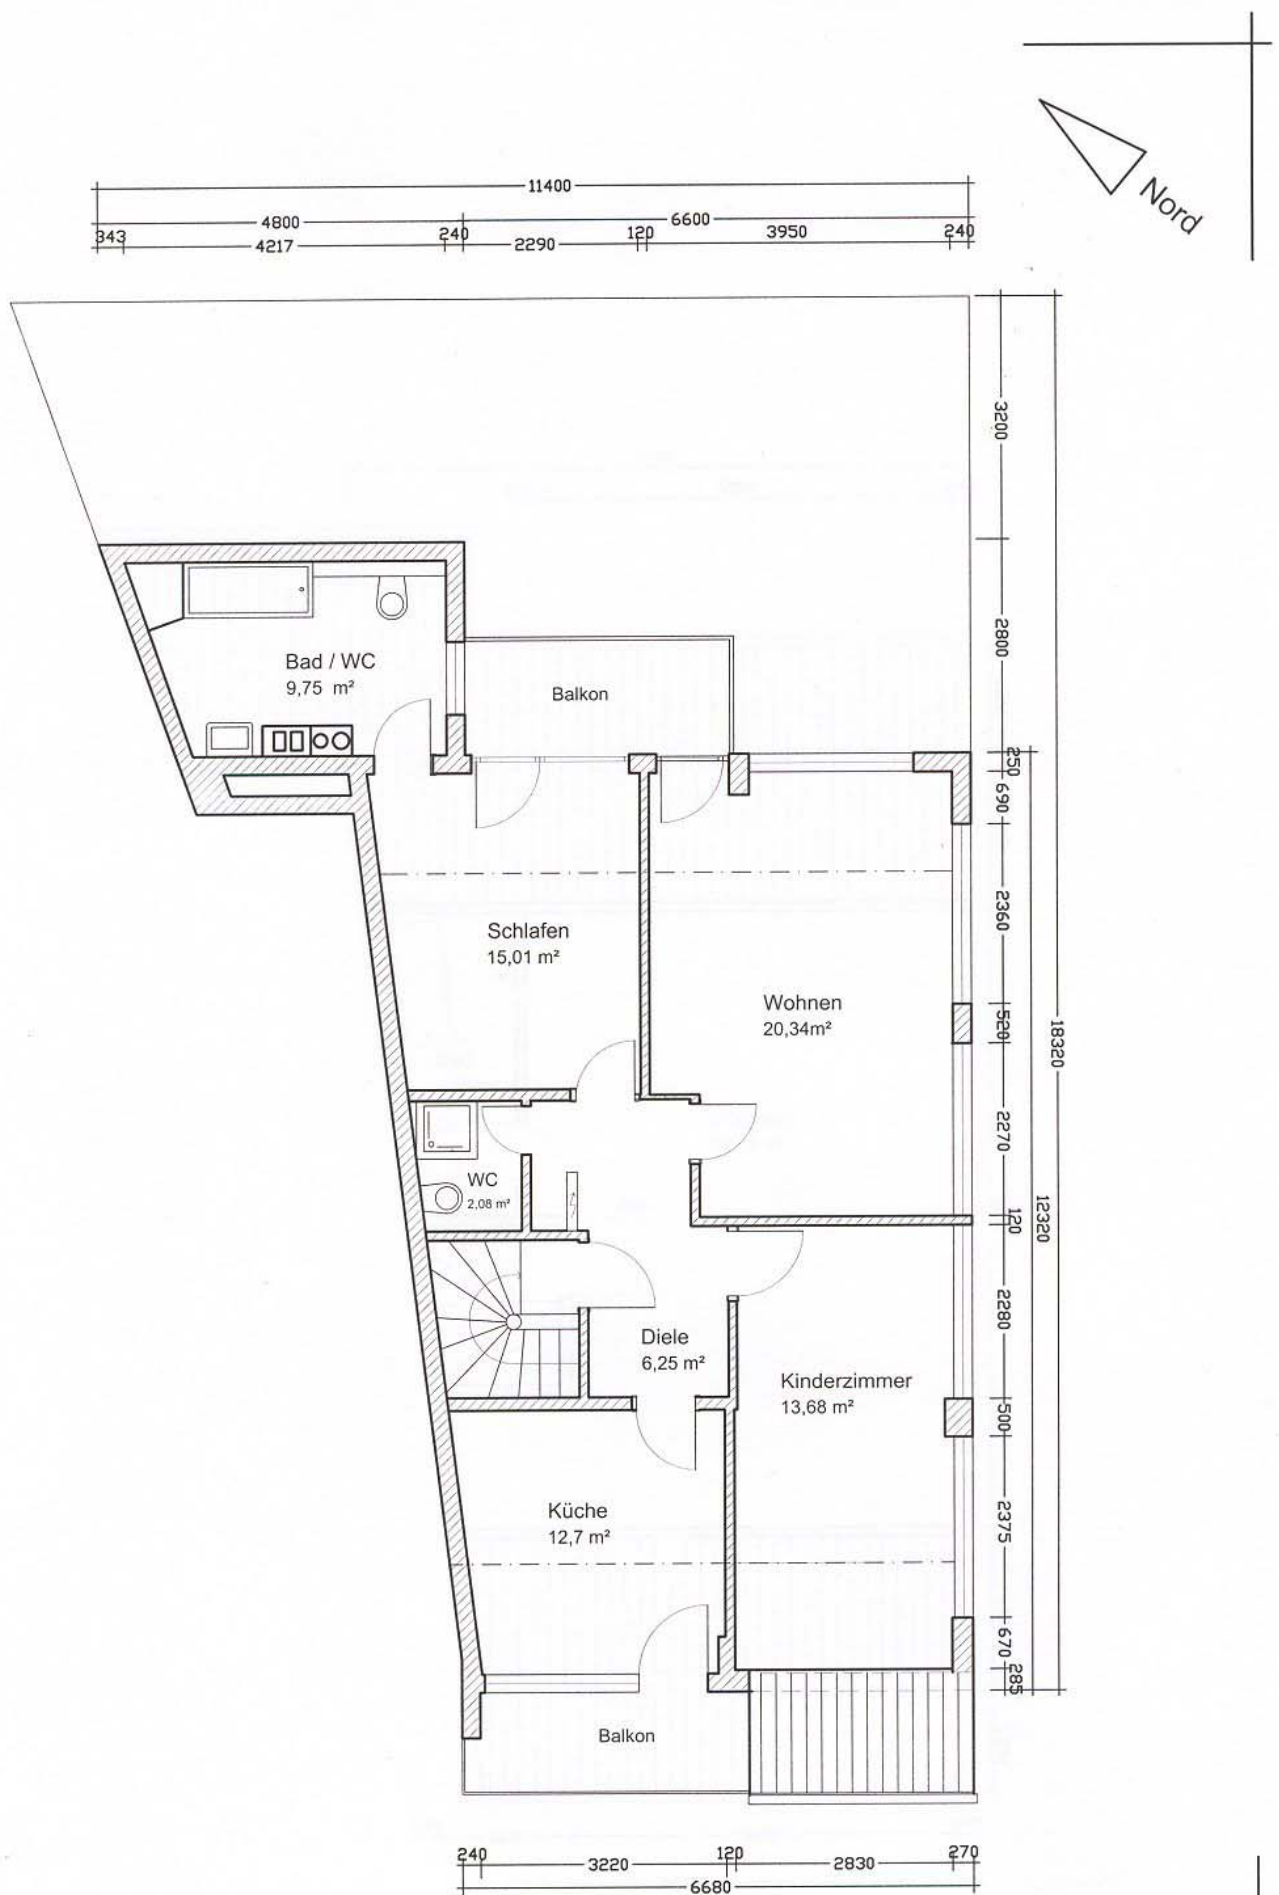 Nord
11400
4800
6600
343
4217
240
2290
120
3950
240
3200
2800
Bad / WC
9,75 m²
Balkon
250
690
2360
Schlafen
15,01 m²
Wohnen
20,34m²
520
18320
2270
WC
2,08 m²
120
12320
2280
Diele
6,25 m²
Kinderzimmer
13,68 m²
500
Küche
12,7 m²
2375
670
285
Balkon
240
3220
120
2830
270
6680